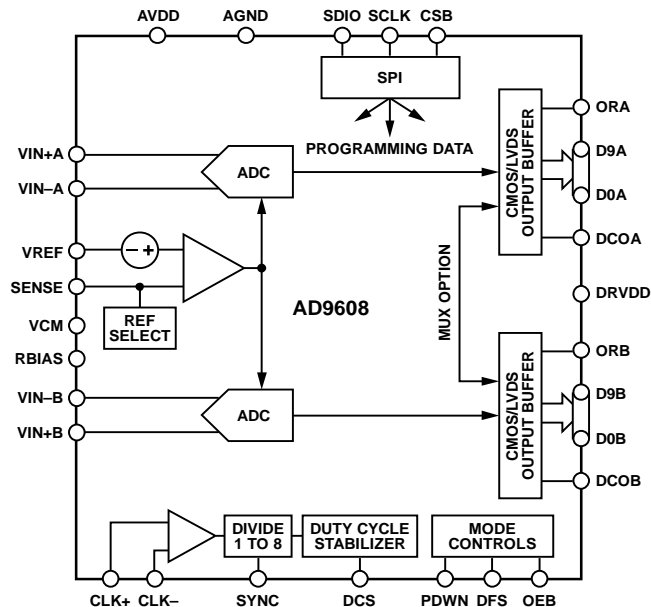 AVDD AGND SDIO SCLK CSB
SPI
PROGRAMMING DATA
VIN+A
VIN–A
ADC
VREF
– +
SENSE
REF
SELECT
VCM
RBIAS
AD9608
MUX OPTION
CMOS/LVDS
OUTPUT BUFFER
ORA
D9A
D0A
DCOA
DRVDD
VIN–B
VIN+B
ADC
CMOS/LVDS
OUTPUT BUFFER
ORB
D9B
D0B
DCOB
DIVIDE
1 TO 8
DUTY CYCLE
STABILIZER
MODE
CONTROLS
CLK+ CLK– SYNC DCS PDWN DFS OEB